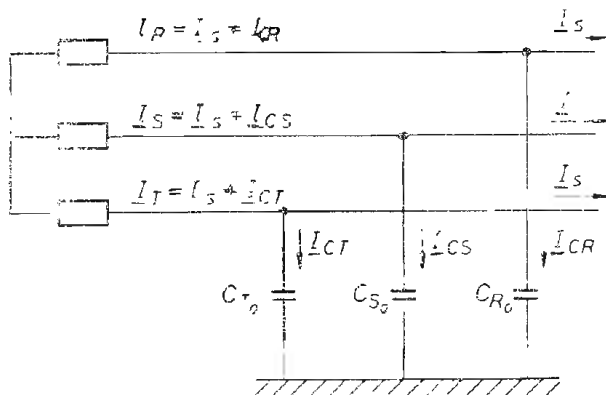 I_R = I_S + I_CR
I_S
I_S = I_S + I_CS
I
I_T = I_S + I_CT
I_S
I_CT
I_CS
I_CR
C_T0
C_S0
C_R0